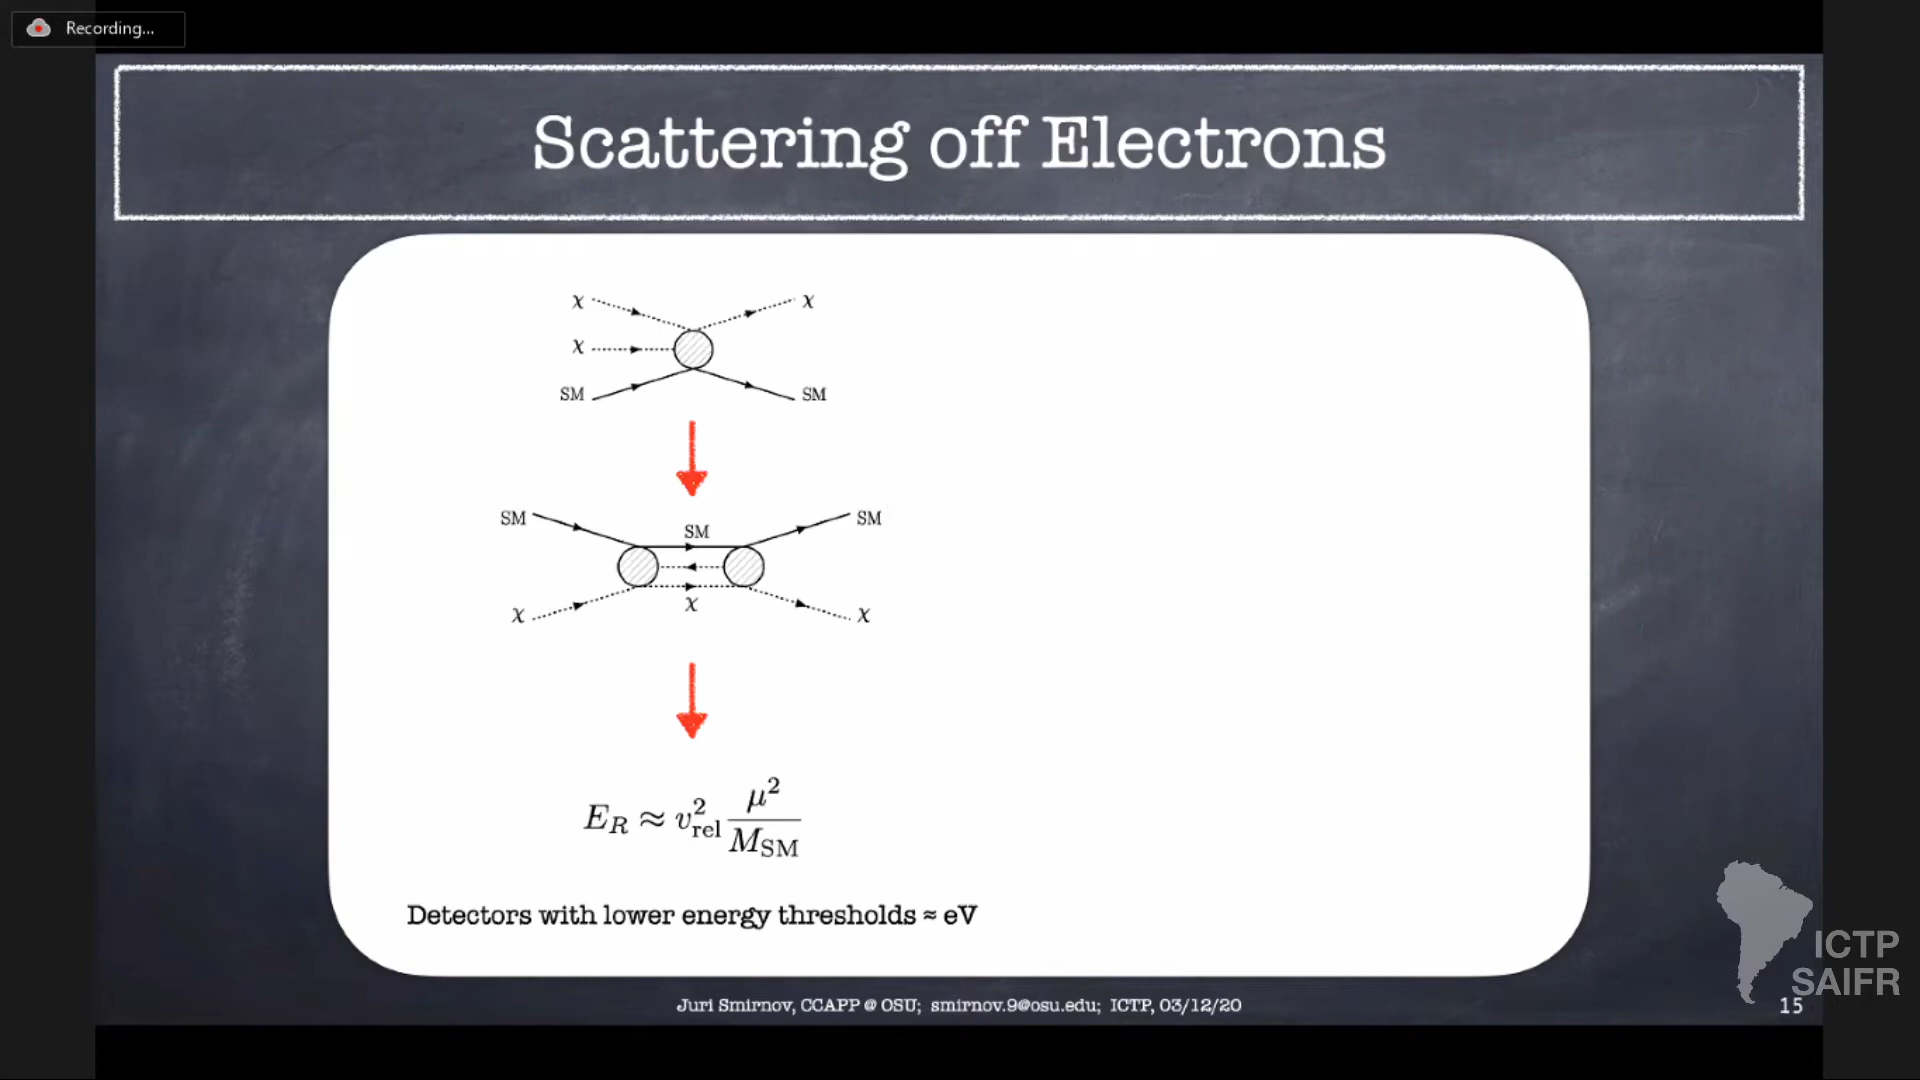 Recording...
Scattering off Electrons
χ χ
χ
SM SM
SM SM SM
χ χ χ
E_R ≈ v_rel^2 μ^2 / M_SM
Detectors with lower energy thresholds ≈ eV
ICTP
SAIFR
Juri Smirnov, CCAPP @ OSU; smirnov.9@osu.edu; ICTP, 03/12/20
15